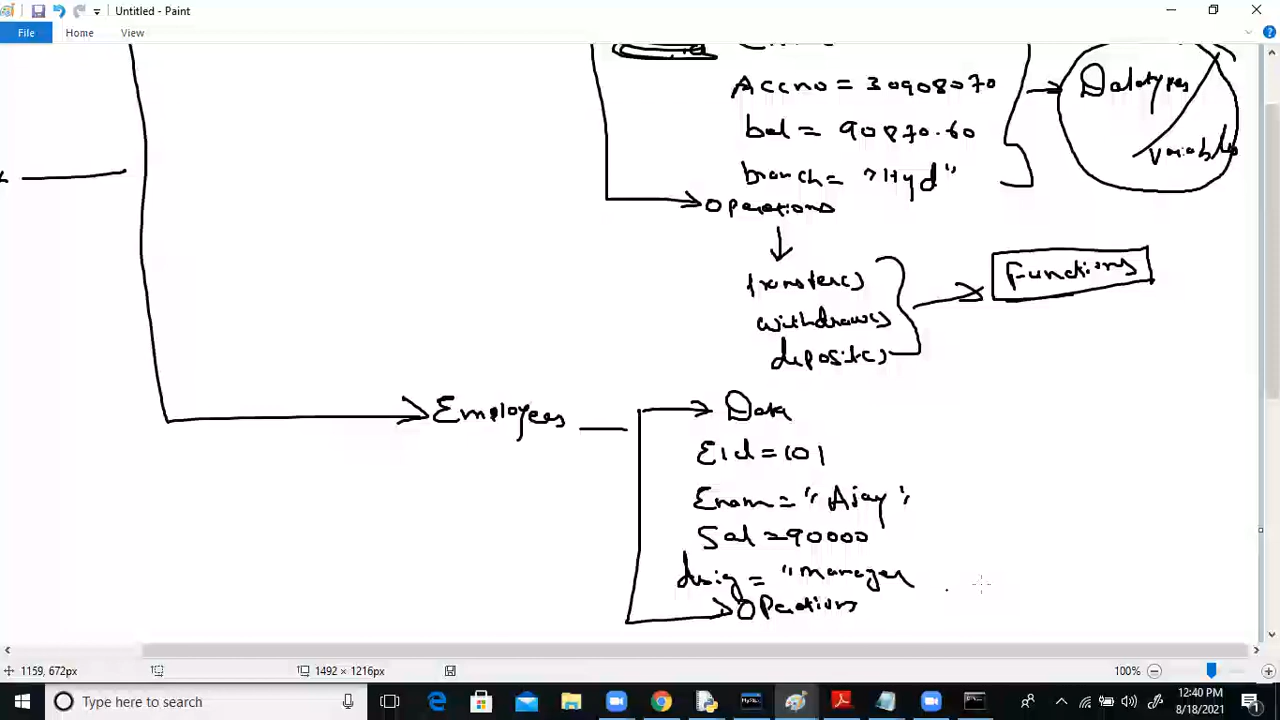 Untitled - Paint
File Home View
Datatypes
Accno = 30908070
bal = 90870.60
Variables
branch = "Hyd"
Operations
Functions
transfer()
withdraw()
deposit()
Employees
Data
Eid = 101
Enam = "Ajay"
Sal = 90000
desig = "manager
Operations
1159, 672px
1492 × 1216px
100%
Type here to search
12:40 PM
8/18/2021